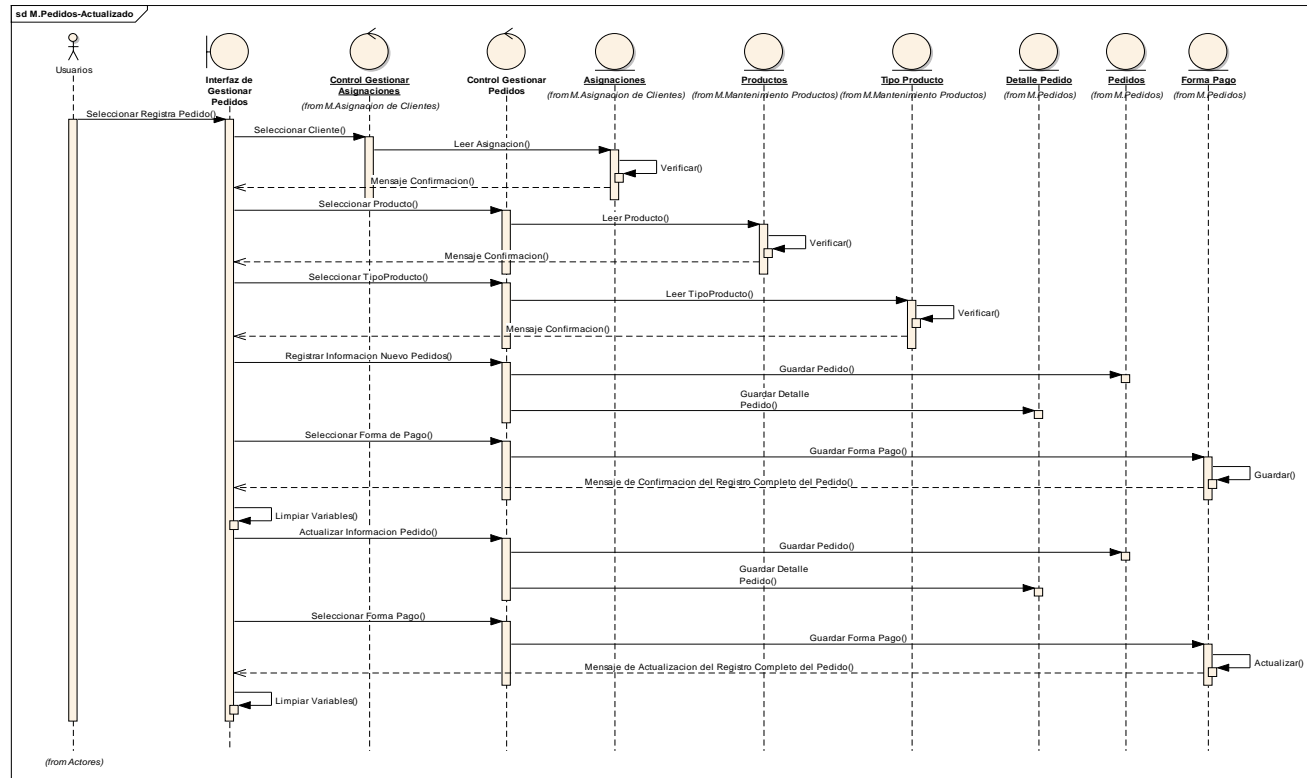 sd M.Pedidos-Actualizado
Usuarios
Interfaz de
Gestionar
Pedidos
Control Gestionar
Asignaciones
(from M.Asignacion de Clientes)
Control Gestionar
Pedidos
Asignaciones
(from M.Asignacion de Clientes)
Productos
(from M.Mantenimiento Productos)
Tipo Producto
(from M.Mantenimiento Productos)
Detalle Pedido
(from M.Pedidos)
Pedidos
(from M.Pedidos)
Forma Pago
(from M.Pedidos)
Seleccionar Registra Pedido()
Seleccionar Cliente()
Leer Asignacion()
Verificar()
Mensaje Confirmacion()
Seleccionar Producto()
Leer Producto()
Verificar()
Mensaje Confirmacion()
Seleccionar TipoProducto()
Leer TipoProducto()
Verificar()
Mensaje Confirmacion()
Registrar Informacion Nuevo Pedidos()
Guardar Pedido()
Guardar Detalle
Pedido()
Seleccionar Forma de Pago()
Guardar Forma Pago()
Guardar()
Mensaje de Confirmacion del Registro Completo del Pedido()
Limpiar Variables()
Actualizar Informacion Pedido()
Guardar Pedido()
Guardar Detalle
Pedido()
Seleccionar Forma Pago()
Guardar Forma Pago()
Actualizar()
Mensaje de Actualizacion del Registro Completo del Pedido()
Limpiar Variables()
(from Actores)